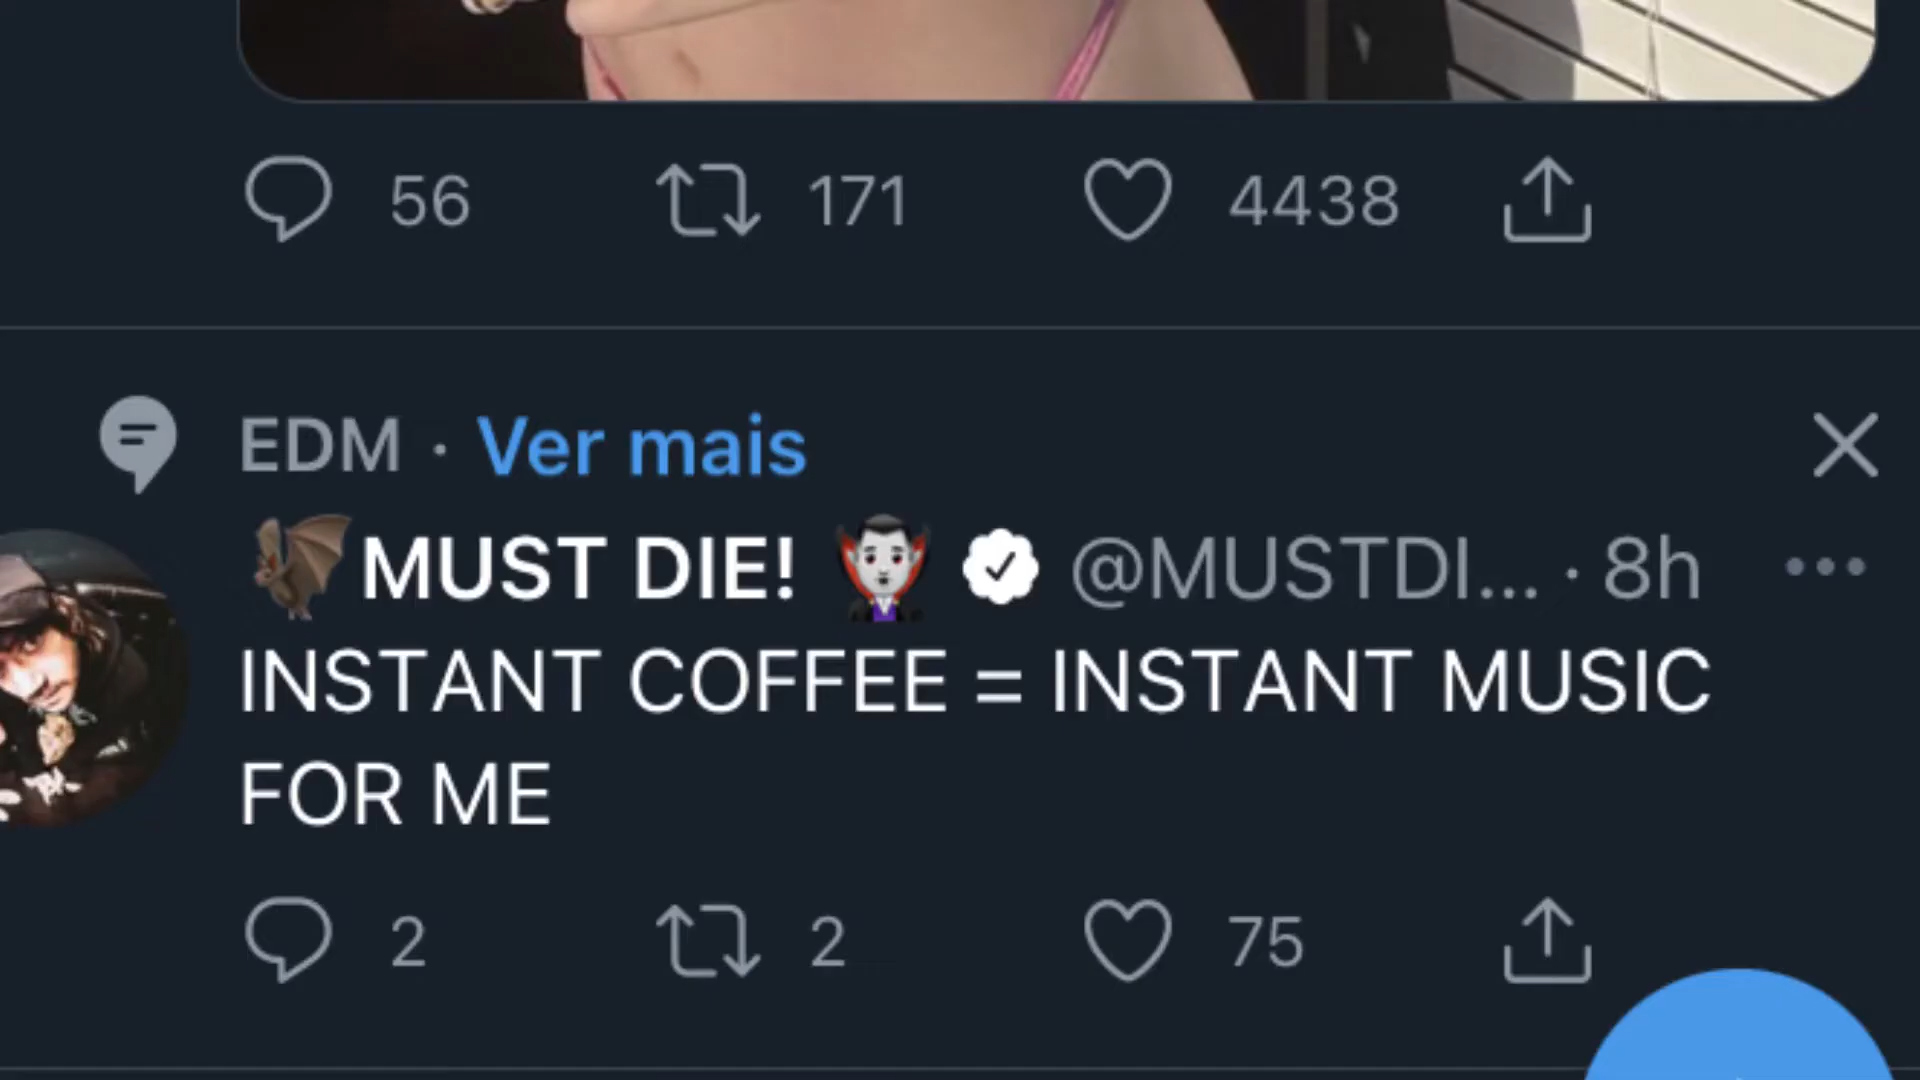 56 171 4438
EDM · Ver mais
🦇MUST DIE! 🧛‍♂️ @MUSTDI... · 8h
INSTANT COFFEE = INSTANT MUSIC
FOR ME
2 2 75